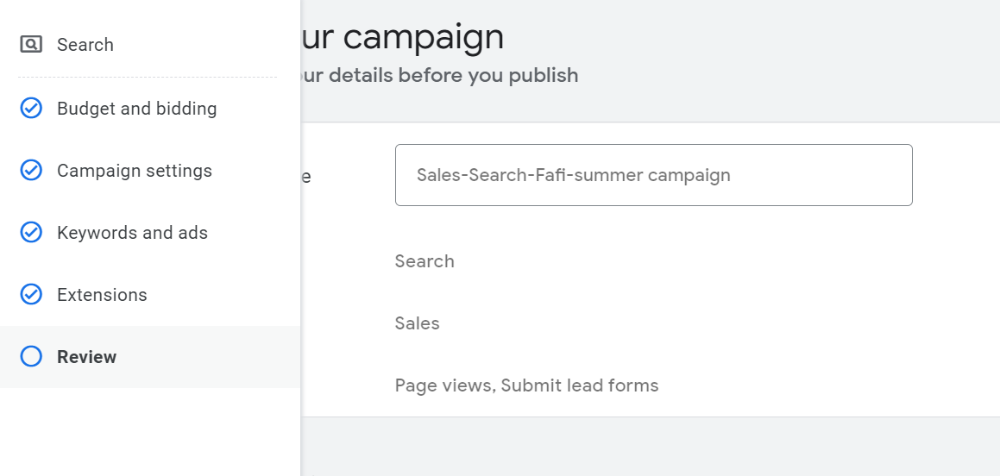 Search
Budget and bidding
Campaign settings
Keywords and ads
Extensions
Review
ur campaign
ur details before you publish
e
Sales-Search-Fafi-summer campaign
Search
Sales
Page views, Submit lead forms